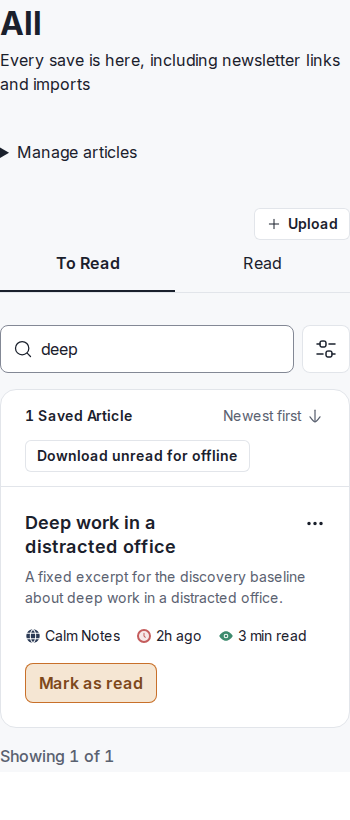 All
Every save is here, including newsletter links
and imports
Manage articles
Upload
To Read
Read
deep
1 Saved Article
Newest first
Download unread for offline
Deep work in a
distracted office
A fixed excerpt for the discovery baseline
about deep work in a distracted office.
Calm Notes 2h ago 3 min read
Mark as read
Showing 1 of 1